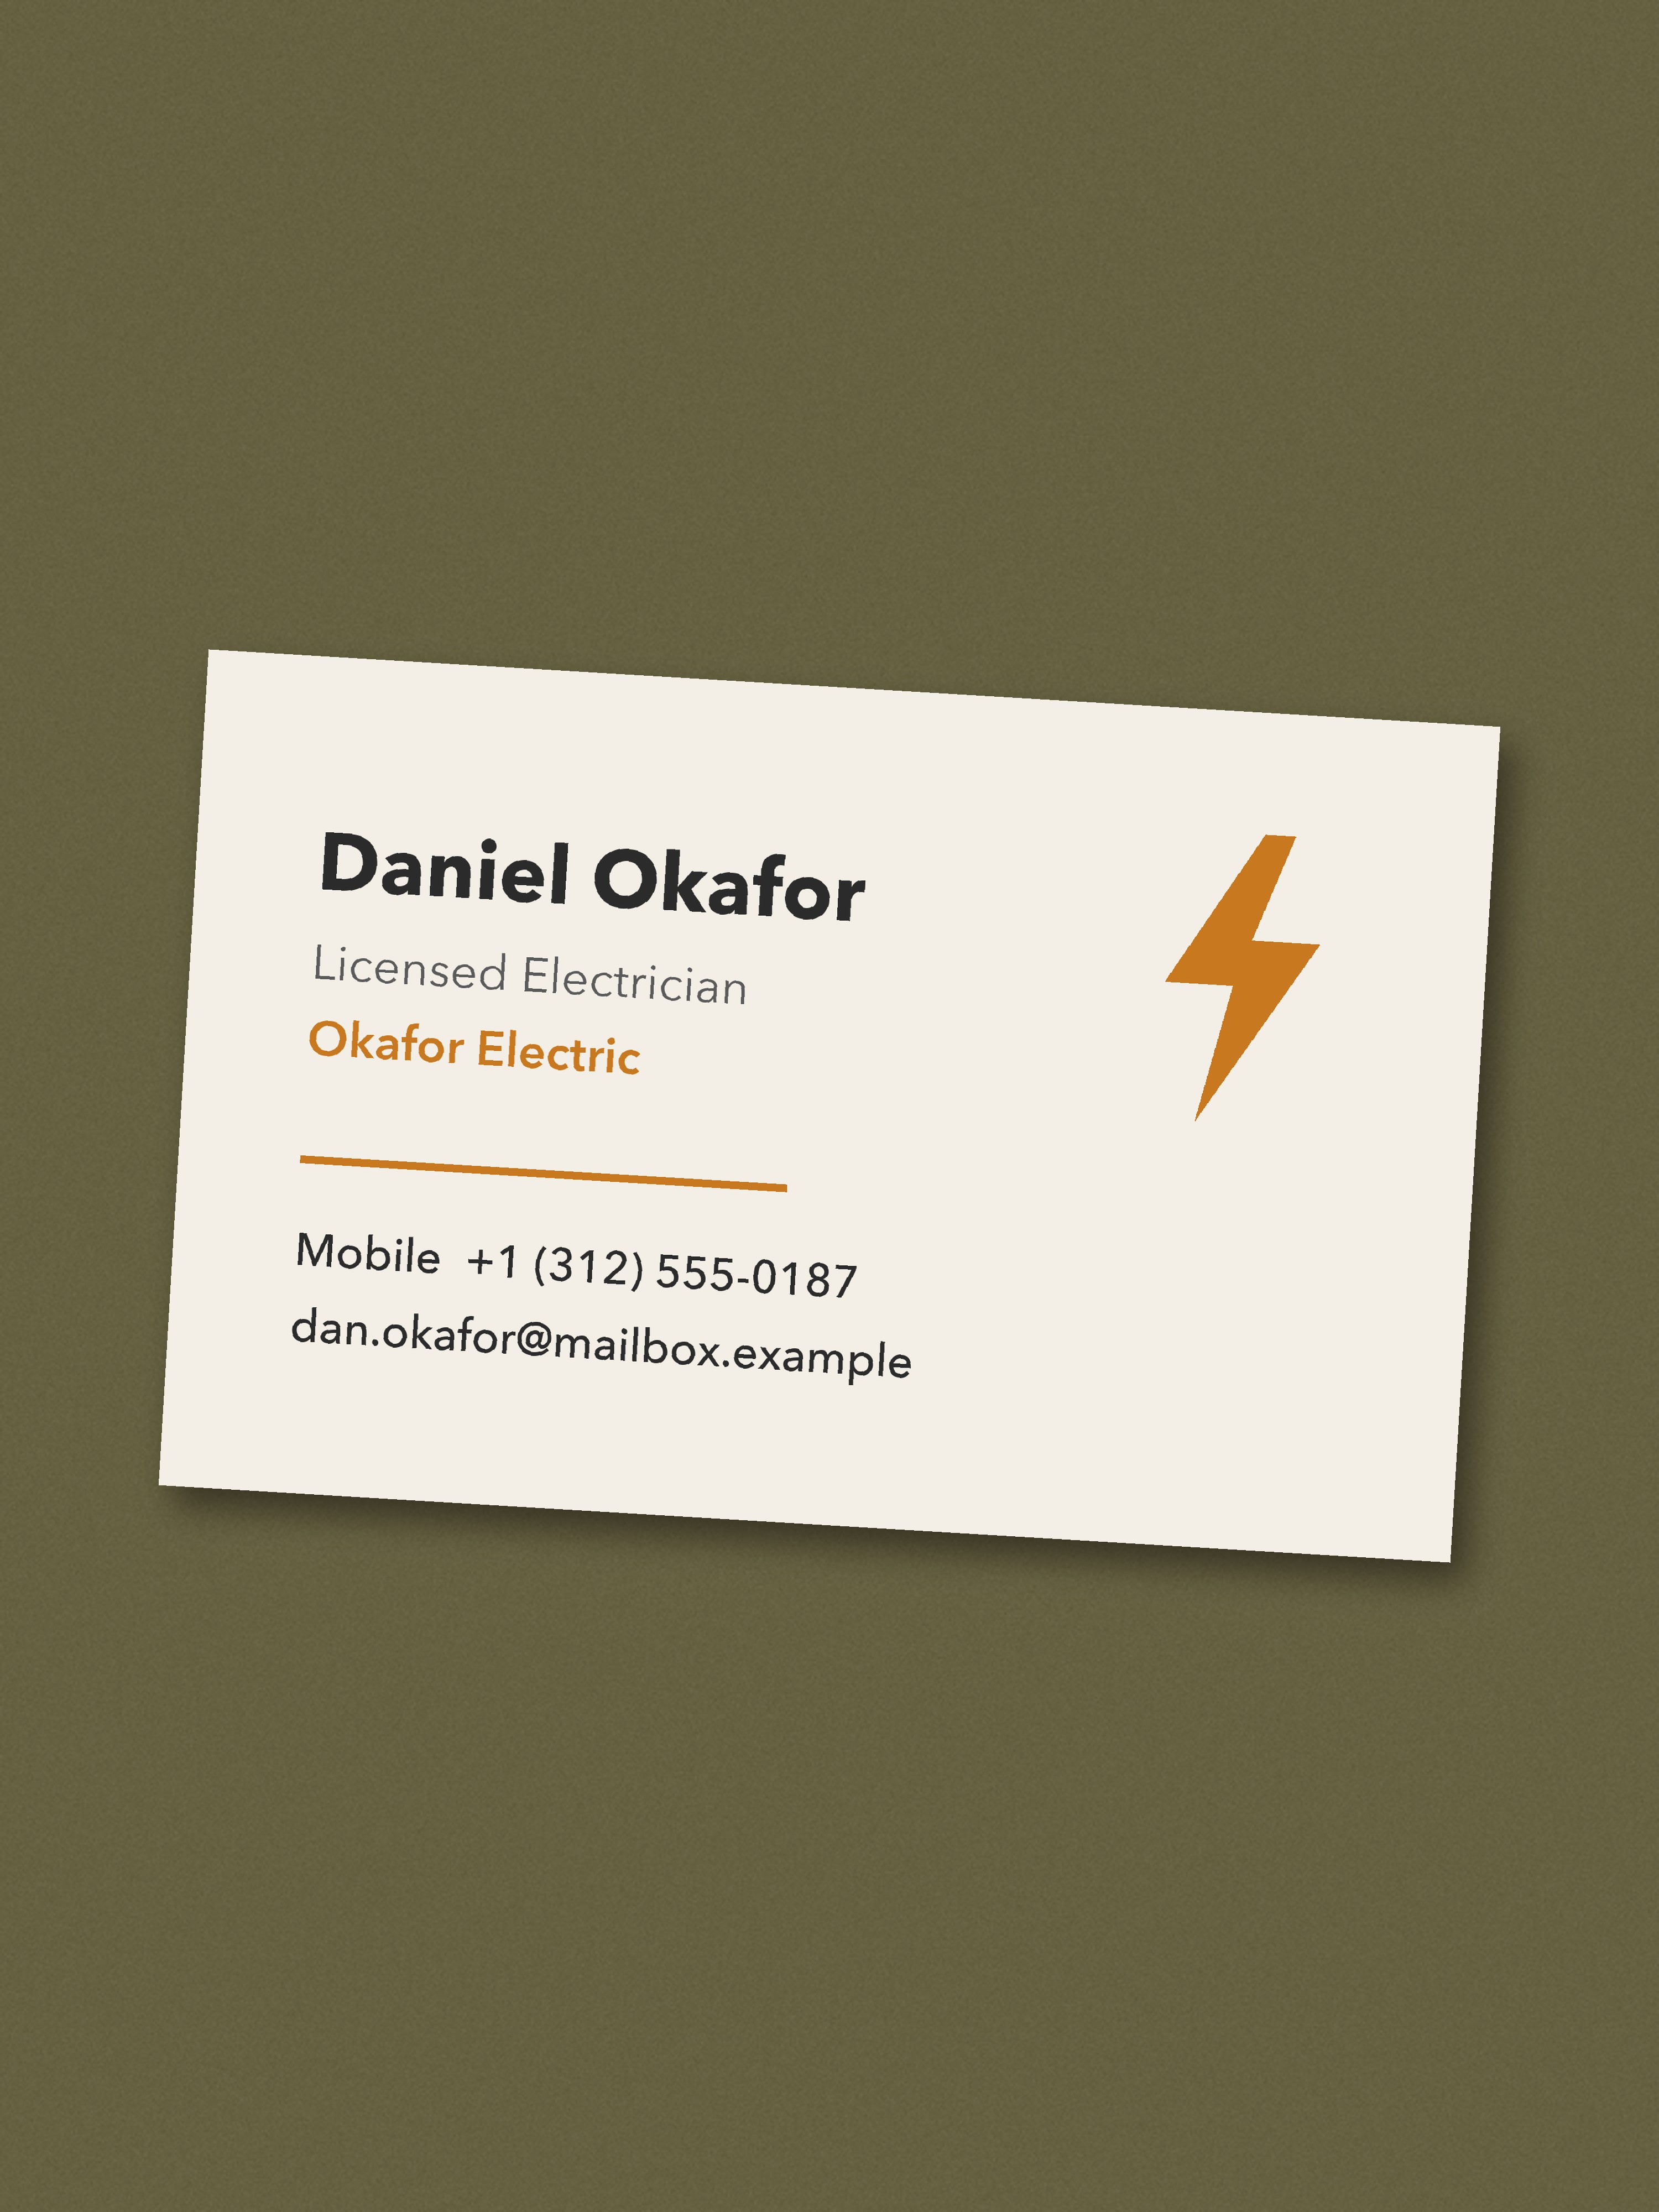 Daniel Okafor
Licensed Electrician
Okafor Electric
Mobile +1 (312) 555-0187
dan.okafor@mailbox.example